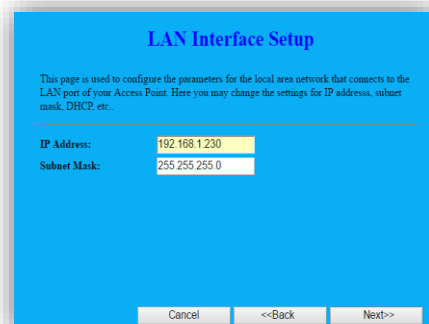 LAN Interface Setup
This page is used to configure the parameters for the local area network that connects to the
LAN port of your Access Point. Here you may change the settings for IP addresss, subnet
mask, DHCP, etc..
IP Address: 192.168.1.230
Subnet Mask: 255.255.255.0
Cancel <<Back Next>>